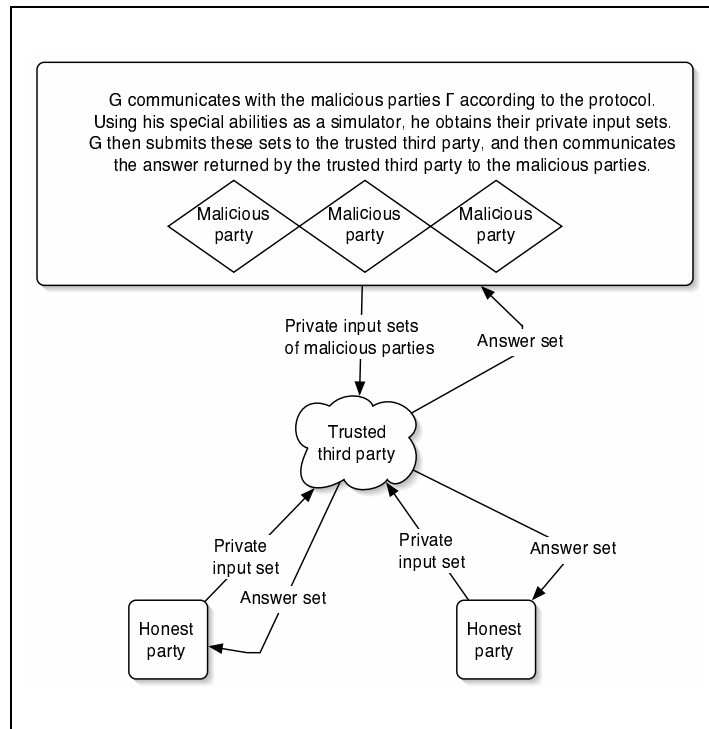 G communicates with the malicious parties Γ according to the protocol.
Using his special abilities as a simulator, he obtains their private input sets.
G then submits these sets to the trusted third party, and then communicates
the answer returned by the trusted third party to the malicious parties.
Malicious
party
Malicious
party
Malicious
party
Private input sets
of malicious parties
Answer set
Trusted
third party
Private
input set
Answer set
Private
input set
Answer set
Honest
party
Honest
party